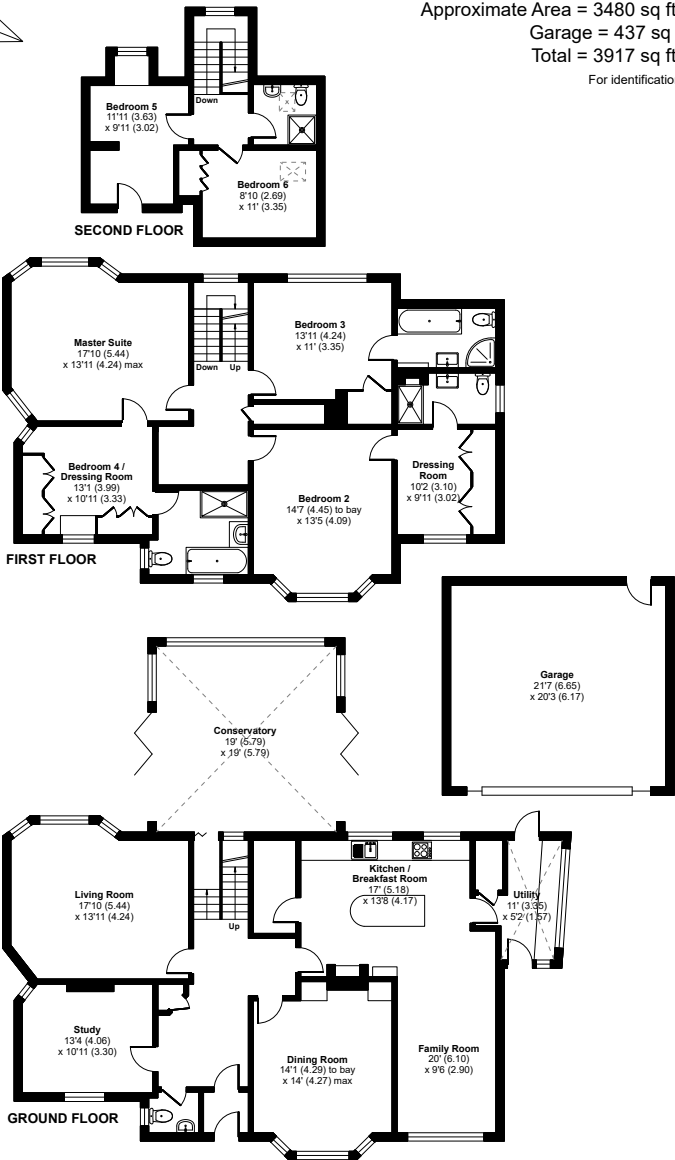 Approximate Area = 3480 sq ft
Garage = 437 sq
Total = 3917 sq ft
For identification
Down
Bedroom 5
11'11 (3.63)
x 9'11 (3.02)
x
Bedroom 6
8'10 (2.69)
x 11' (3.35)
SECOND FLOOR
Master Suite
17'10 (5.44)
x 13'11 (4.24) max
Bedroom 3
13'11 (4.24)
x 11' (3.35)
Down Up
Bedroom 4 /
Dressing Room
13'1 (3.99)
x 10'11 (3.33)
Dressing
Room
10'2 (3.10)
x 9'11 (3.02)
Bedroom 2
14'7 (4.45) to bay
x 13'5 (4.09)
FIRST FLOOR
Garage
21'7 (6.65)
x 20'3 (6.17)
Conservatory
19' (5.79)
x 19' (5.79)
Kitchen /
Breakfast Room
17' (5.18)
x 13'8 (4.17)
Living Room
17'10 (5.44)
x 13'11 (4.24)
Utility
11' (3.35)
x 5'2 (1.57)
Up
Study
13'4 (4.06)
x 10'11 (3.30)
Family Room
20' (6.10)
x 9'6 (2.90)
Dining Room
14'1 (4.29) to bay
x 14' (4.27) max
GROUND FLOOR